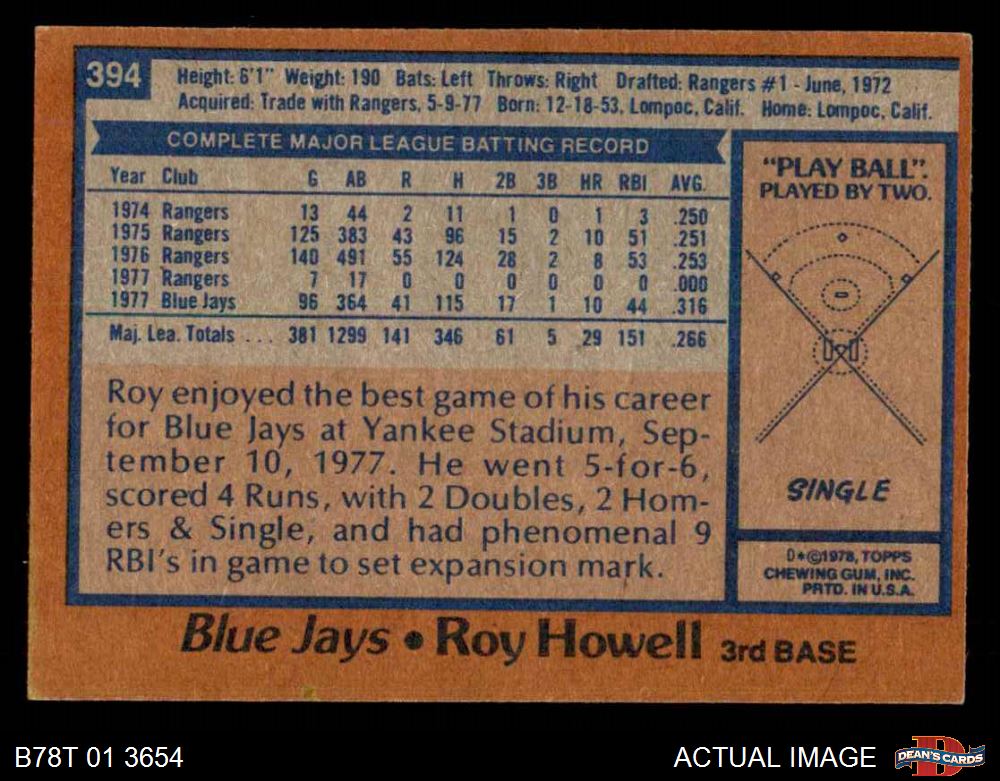 394
Height: 6'1" Weight: 190 Bats: Left Throws: Right Drafted: Rangers #1 - June, 1972
Acquired: Trade with Rangers, 5-9-77 Born: 12-18-53, Lompoc, Calif. Home: Lompoc, Calif.
COMPLETE MAJOR LEAGUE BATTING RECORD
Year Club G AB R H 2B 3B HR RBI AVG.
1974 Rangers 13 44 2 11 1 0 1 3 .250
1975 Rangers 125 383 43 96 15 2 10 51 .251
1976 Rangers 140 491 55 124 28 2 8 53 .253
1977 Rangers 7 17 0 0 0 0 0 0 .000
1977 Blue Jays 96 364 41 115 17 1 10 44 .316
Maj. Lea. Totals . . . 381 1299 141 346 61 5 29 151 .266
Roy enjoyed the best game of his career
for Blue Jays at Yankee Stadium, Sep-
tember 10, 1977. He went 5-for-6,
scored 4 Runs, with 2 Doubles, 2 Hom-
ers & Single, and had phenomenal 9
RBI's in game to set expansion mark.
"PLAY BALL".
PLAYED BY TWO.
SINGLE
D*©1978, TOPPS
CHEWING GUM, INC.
PRTD. IN U.S.A.
Blue Jays • Roy Howell 3rd BASE
B78T 01 3654
ACTUAL IMAGE
D
DEAN'S CARDS